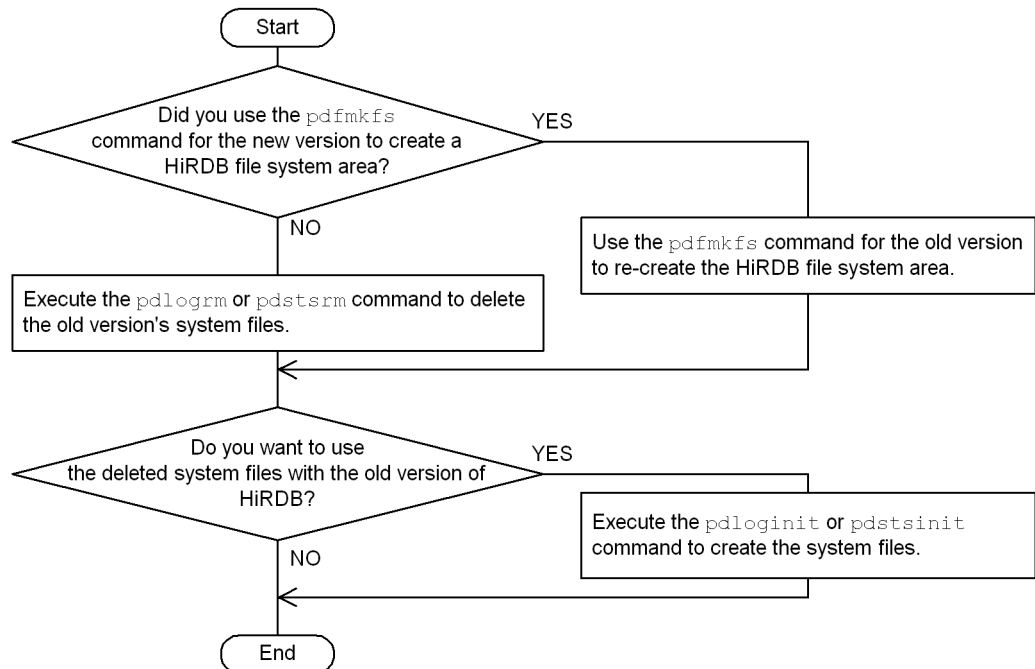 Start
Did you use the pdfmkfs
command for the new version to create a
HiRDB file system area?
YES
NO
Use the pdfmkfs command for the old version
to re-create the HiRDB file system area.
Execute the pdlogrm or pdstsrm command to delete
the old version's system files.
Do you want to use
the deleted system files with the old version of
HiRDB?
YES
NO
Execute the pdloginit or pdstsinit
command to create the system files.
End